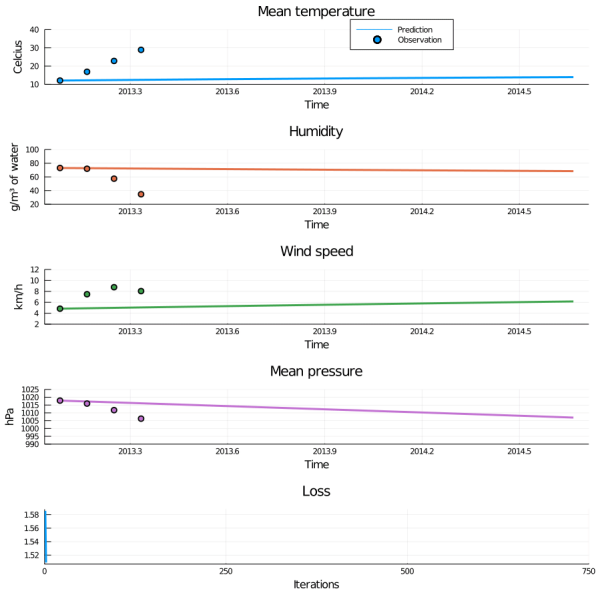 Mean temperature
Prediction
Observation
40
30
20
10
Celcius
2013.3 2013.6 2013.9 2014.2 2014.5
Time
Humidity
100
80
60
40
20
g/m³ of water
2013.3 2013.6 2013.9 2014.2 2014.5
Time
Wind speed
12
10
8
6
4
2
km/h
2013.3 2013.6 2013.9 2014.2 2014.5
Time
Mean pressure
1025
1020
1015
1010
1005
1000
995
990
hPa
2013.3 2013.6 2013.9 2014.2 2014.5
Time
Loss
1.58
1.56
1.54
1.52
0 250 500 750
Iterations